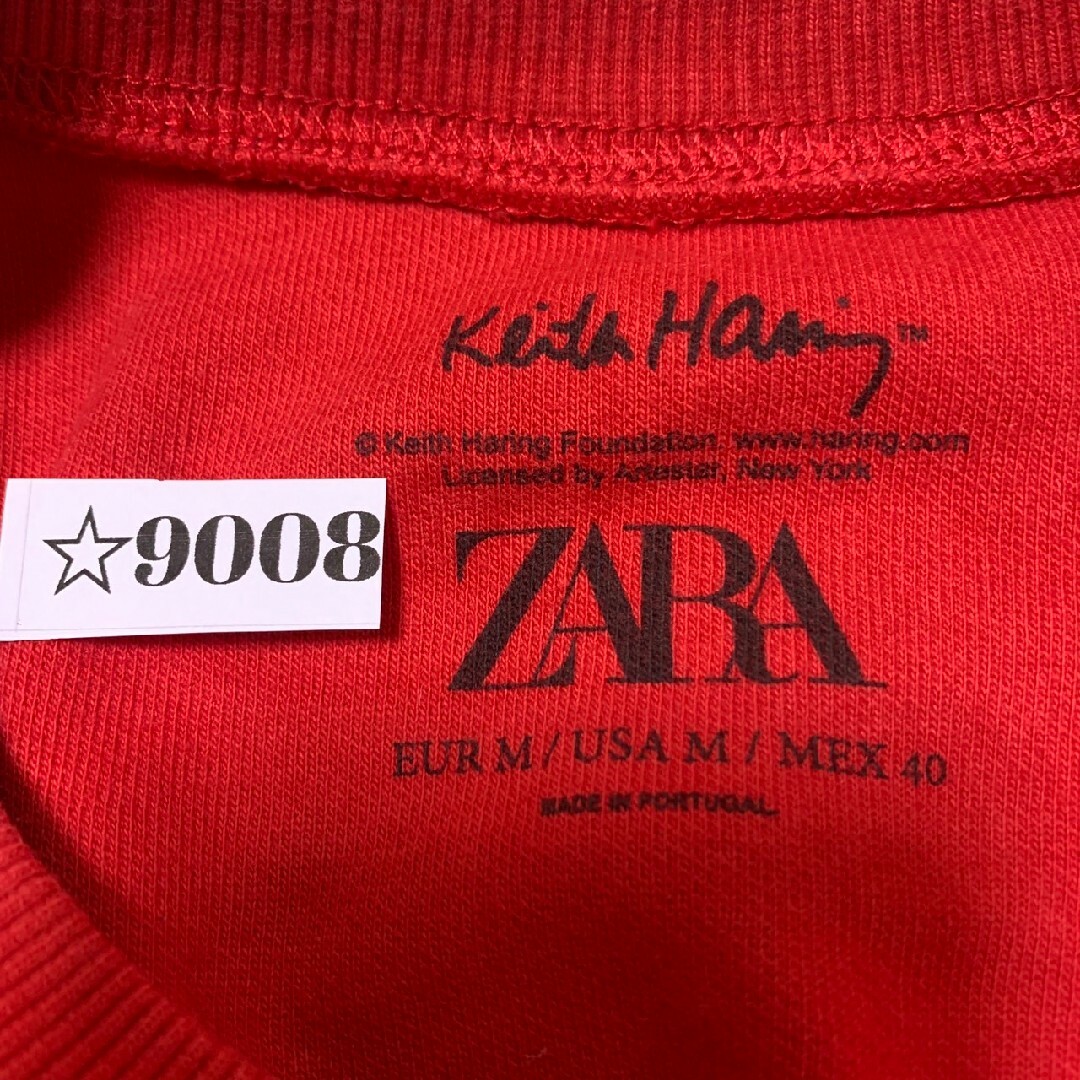 Keith Haring™
© Keith Haring Foundation. www.haring.com
Licensed by Artestar, New York
☆9008
ZARA
EUR M / USA M / MEX 40
MADE IN PORTUGAL